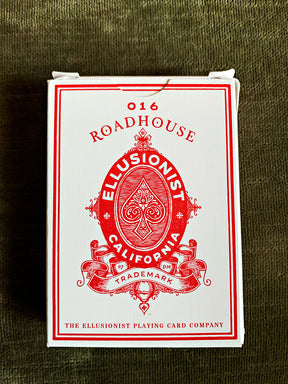 016
ROADHOUSE
ELLUSIONIST
CALIFORNIA
TRADEMARK
THE ELLUSIONIST PLAYING CARD COMPANY